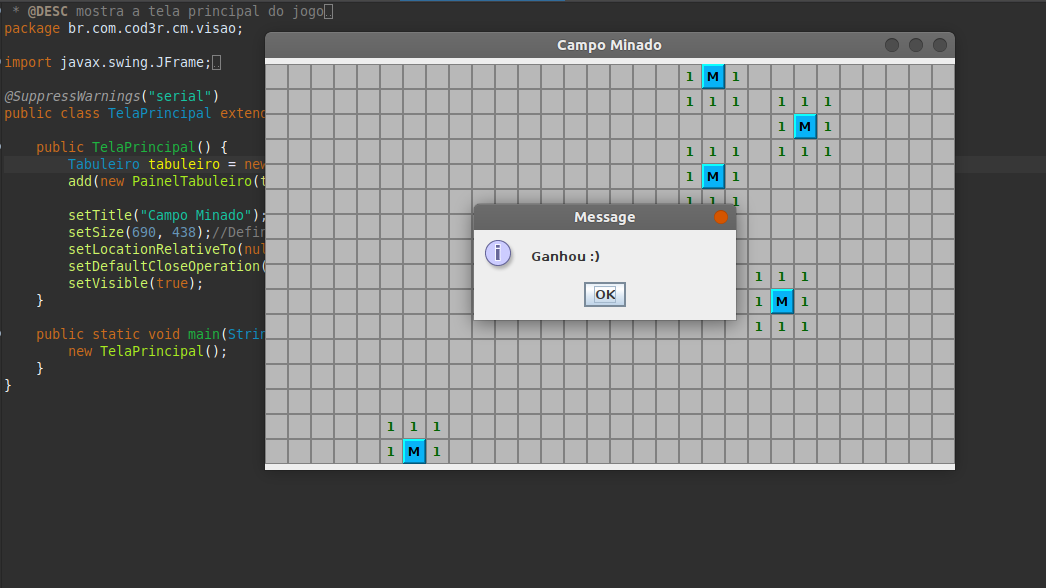 * @DESC mostra a tela principal do jogo
package br.com.cod3r.cm.visao;
import javax.swing.JFrame;
@SuppressWarnings("serial")
public class TelaPrincipal extend
public TelaPrincipal() {
Tabuleiro tabuleiro = new
add(new PainelTabuleiro(t
setTitle("Campo Minado");
setSize(690, 438);//Defin
setLocationRelativeTo(nul
setDefaultCloseOperation(
setVisible(true);
}
public static void main(Strin
new TelaPrincipal();
}
}
Campo Minado
1 M 1
1 1 1 1 1 1
1 M 1
1 1 1 1 1 1
1 M 1
1 1 1
Message
Ganhou :)
OK
1 1 1
1 M 1
1 1 1
1 1 1
1 M 1